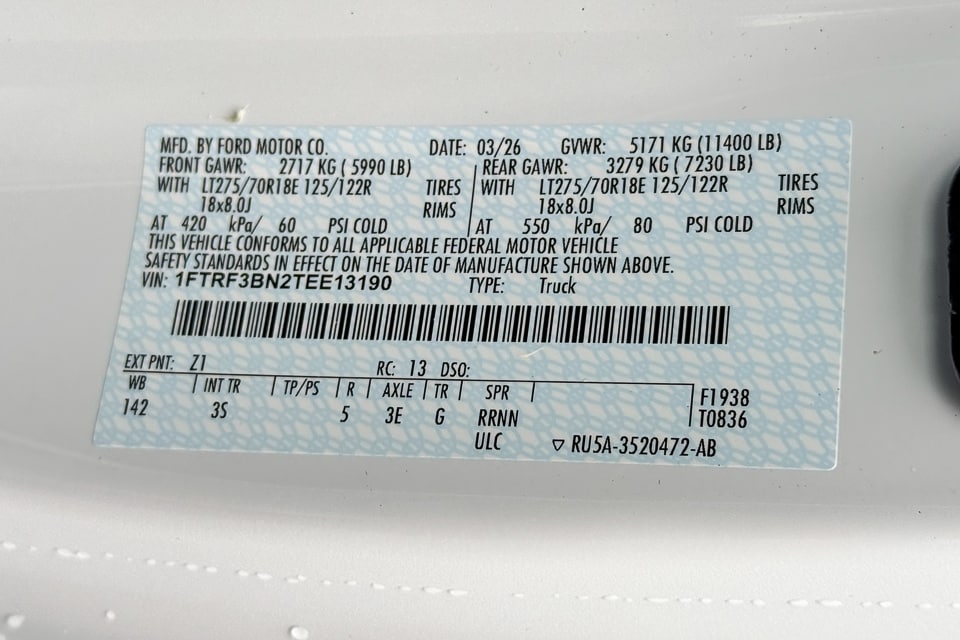 MFD. BY FORD MOTOR CO. DATE: 03/26 GVWR: 5171 KG (11400 LB)
FRONT GAWR: 2717 KG ( 5990 LB) REAR GAWR: 3279 KG ( 7230 LB)
WITH LT275/70R18E 125/122R TIRES WITH LT275/70R18E 125/122R TIRES
18x8.0J RIMS 18x8.0J RIMS
AT 420 kPa/ 60 PSI COLD AT 550 kPa/ 80 PSI COLD
THIS VEHICLE CONFORMS TO ALL APPLICABLE FEDERAL MOTOR VEHICLE
SAFETY STANDARDS IN EFFECT ON THE DATE OF MANUFACTURE SHOWN ABOVE.
VIN: 1FTRF3BN2TEE13190 TYPE: Truck
EXT PNT: Z1 RC: 13 DSO:
WB INT TR TP/PS R AXLE TR SPR F1938
142 3S 5 3E G RRNN T0836
ULC RU5A-3520472-AB